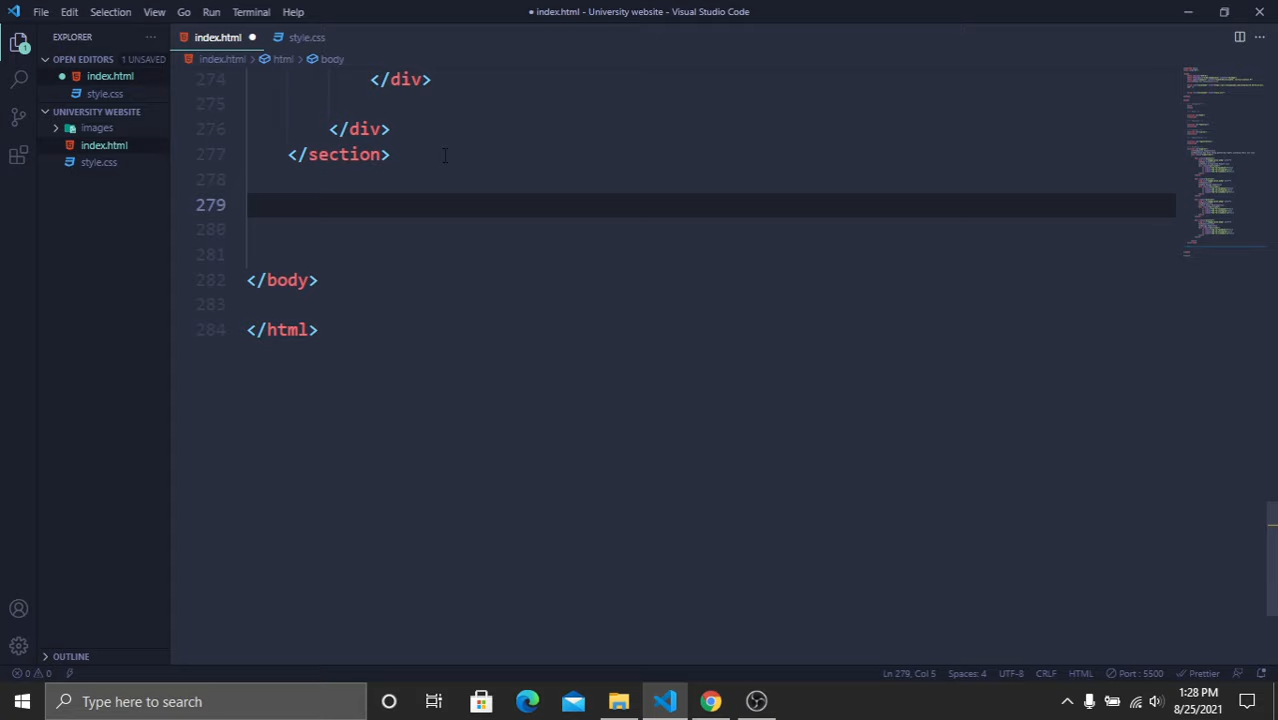 File Edit Selection View Go Run Terminal Help
index.html - University website - Visual Studio Code
EXPLORER
index.html
style.css
OPEN EDITORS 1 UNSAVED
index.html > html > body
index.html
style.css
UNIVERSITY WEBSITE
images
index.html
style.css
274 </div>
275
276 </div>
277 </section>
278
279
280
281
282 </body>
283
284 </html>
OUTLINE
0 0
Ln 279, Col 5 Spaces: 4 UTF-8 CRLF HTML Port : 5500 Prettier
Type here to search
1:28 PM
8/25/2021
1